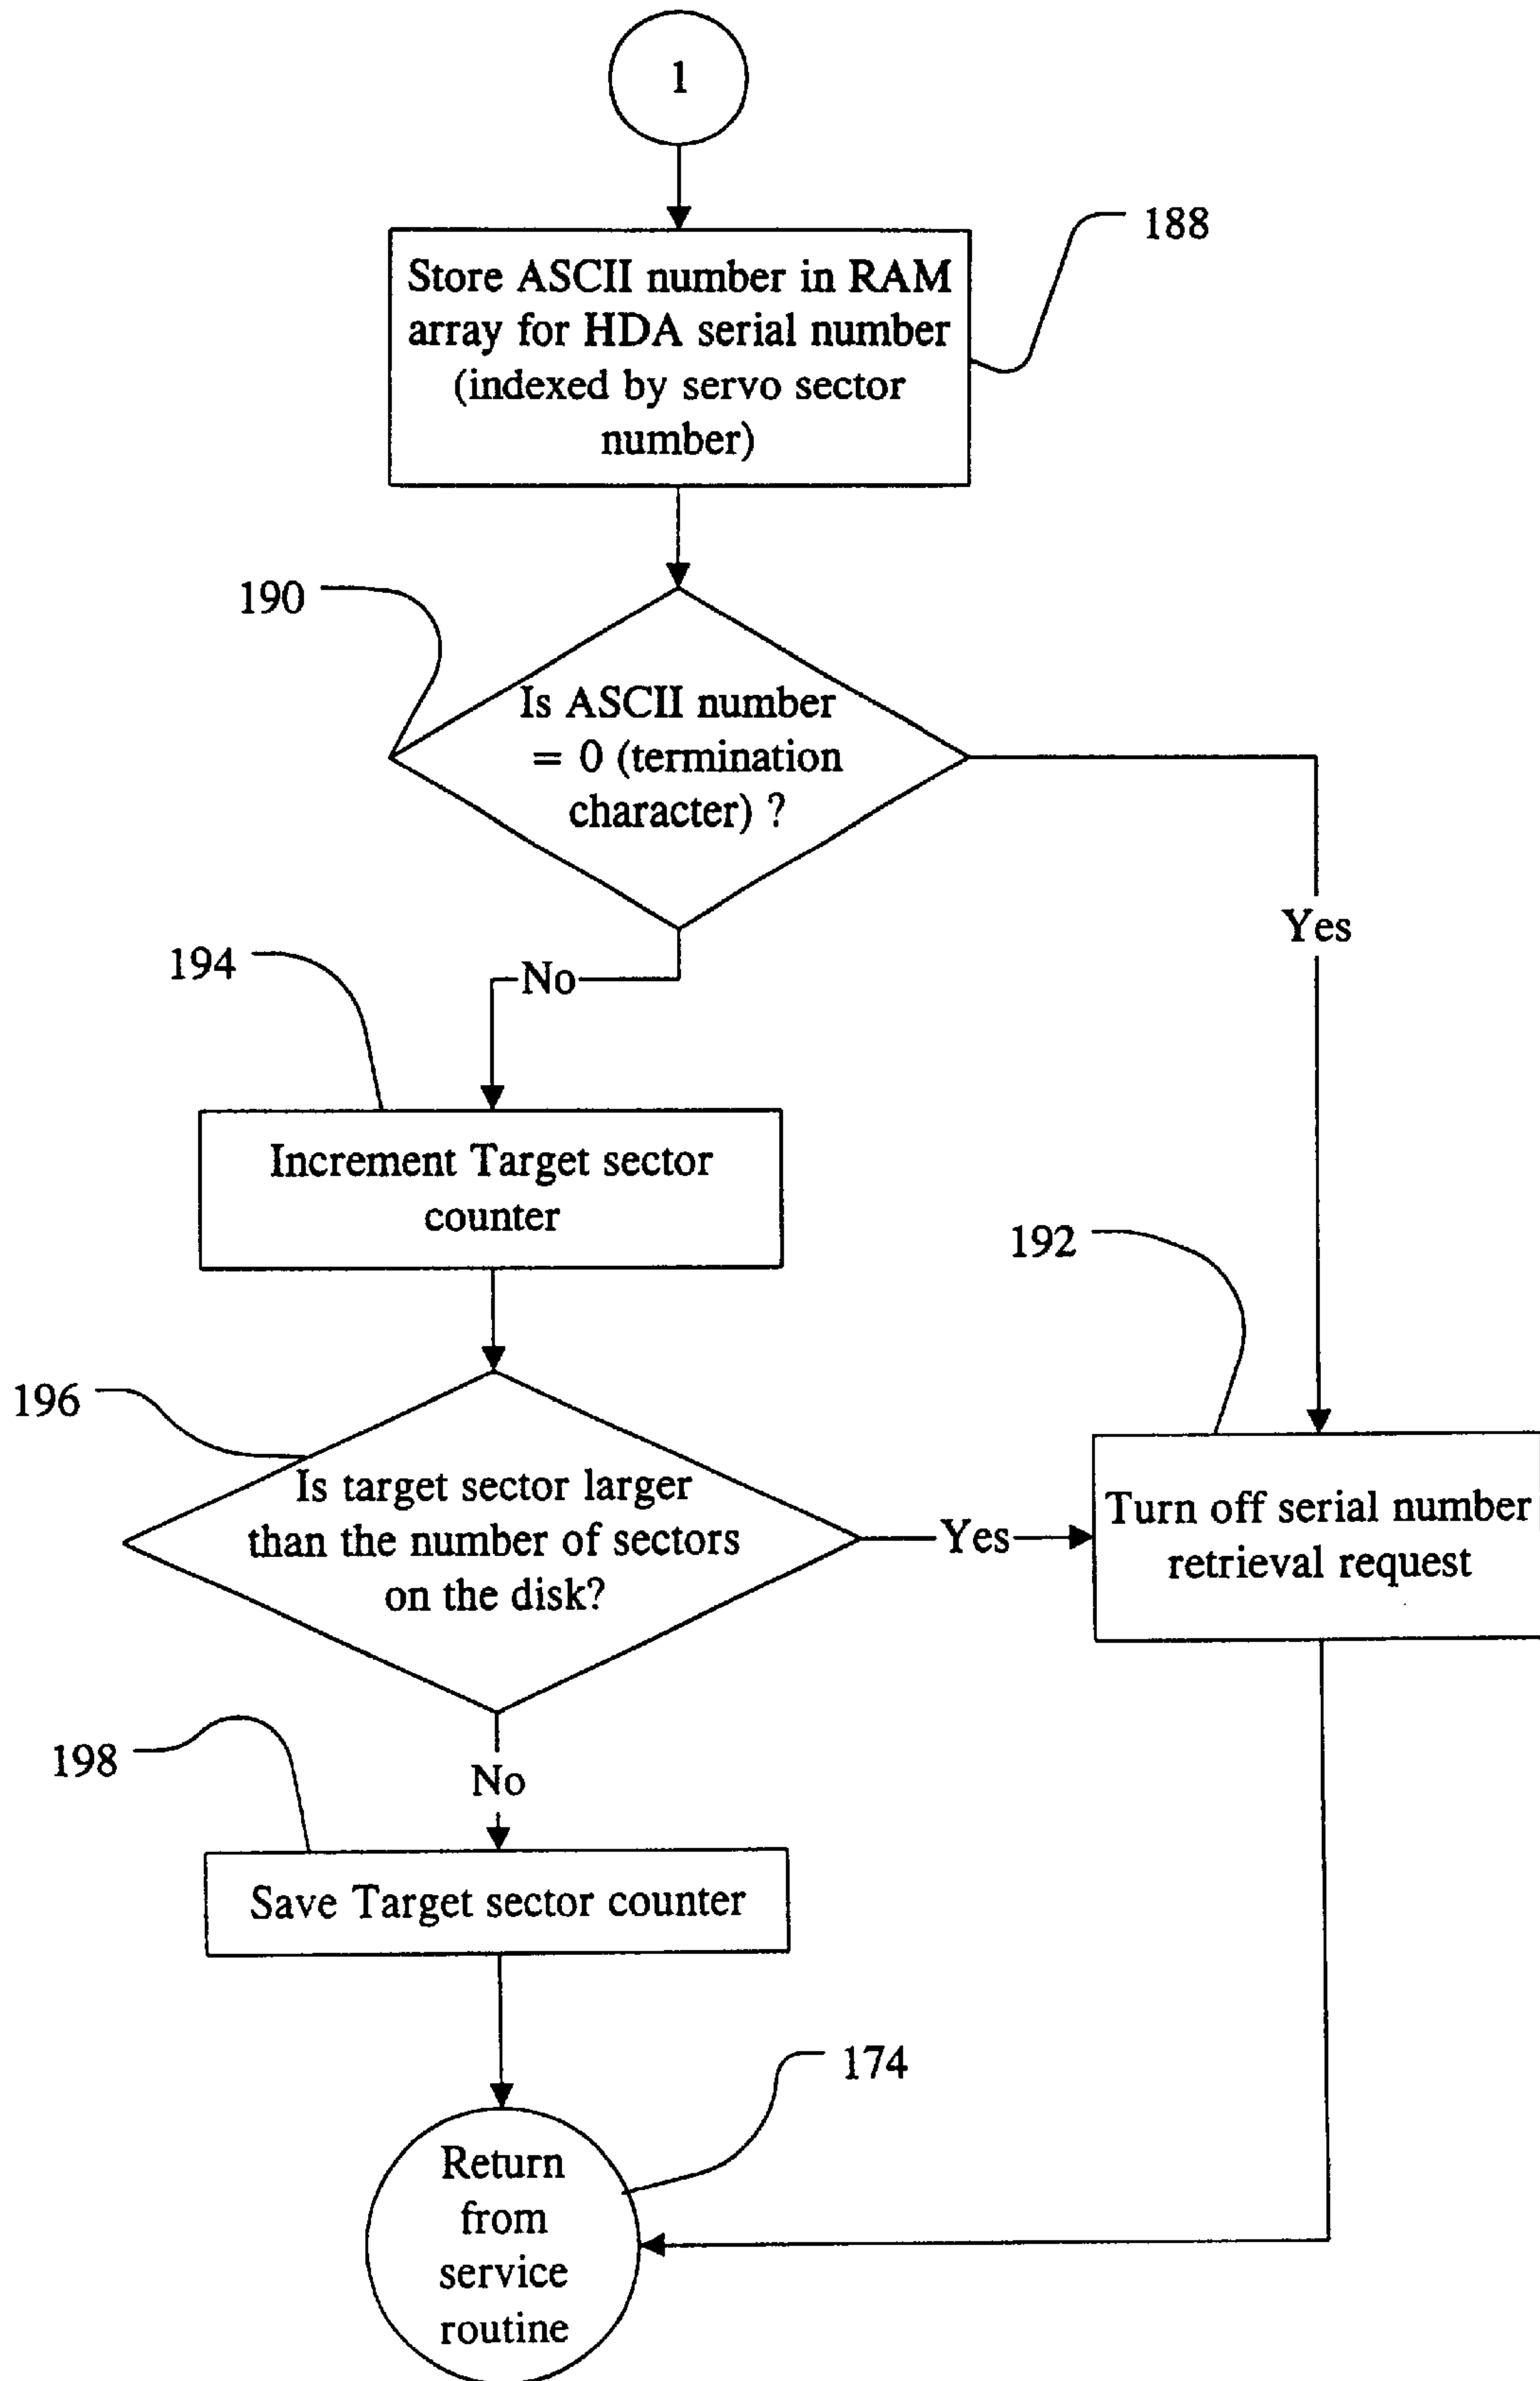 1
188
Store ASCII number in RAM
array for HDA serial number
(indexed by servo sector
number)
190
Is ASCII number
= 0 (termination
character) ?
Yes
194
No
Increment Target sector
counter
192
196
Is target sector larger
than the number of sectors
on the disk?
Yes
Turn off serial number
retrieval request
198
No
Save Target sector counter
174
Return
from
service
routine